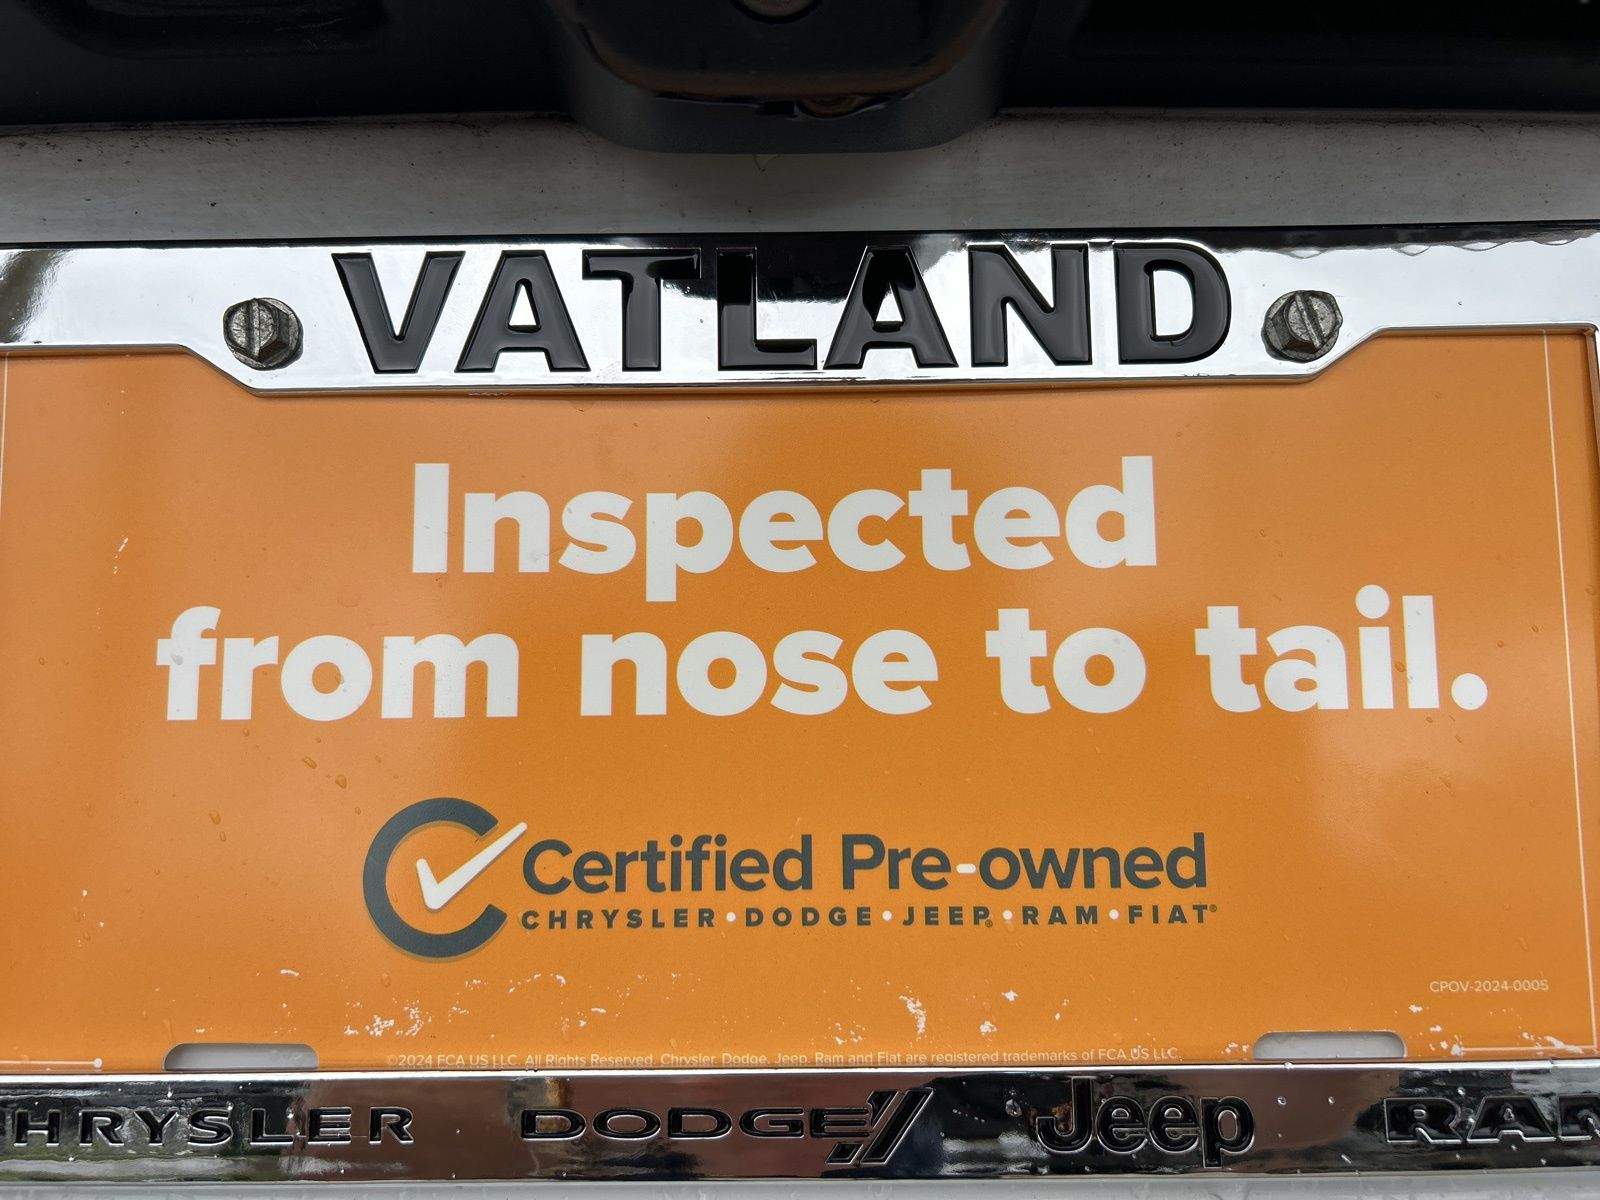 VATLAND
Inspected
from nose to tail.
Certified Pre-owned
CHRYSLER • DODGE • JEEP® • RAM • FIAT®
CPOV-2024-0005
©2024 FCA US LLC. All Rights Reserved. Chrysler, Dodge, Jeep, Ram and Fiat are registered trademarks of FCA US LLC.
HRYSLER DODGE Jeep RAM